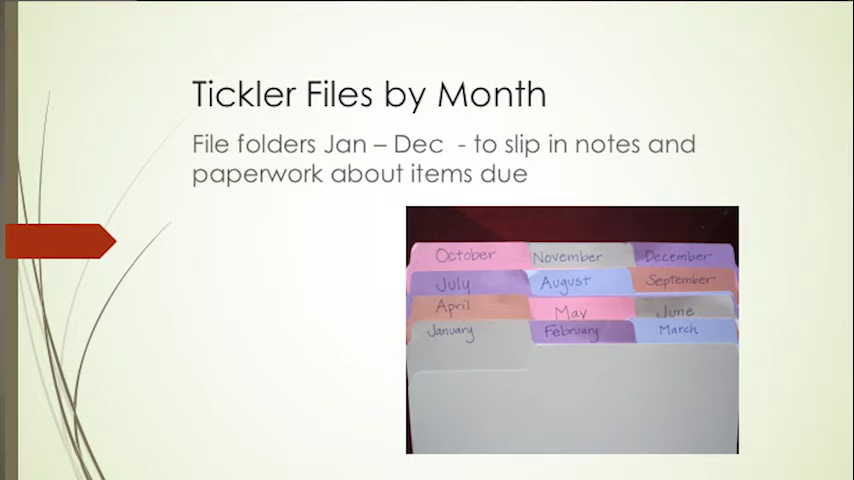 Tickler Files by Month
File folders Jan – Dec  - to slip in notes and
paperwork about items due
October November December
July August September
April May June
January February March